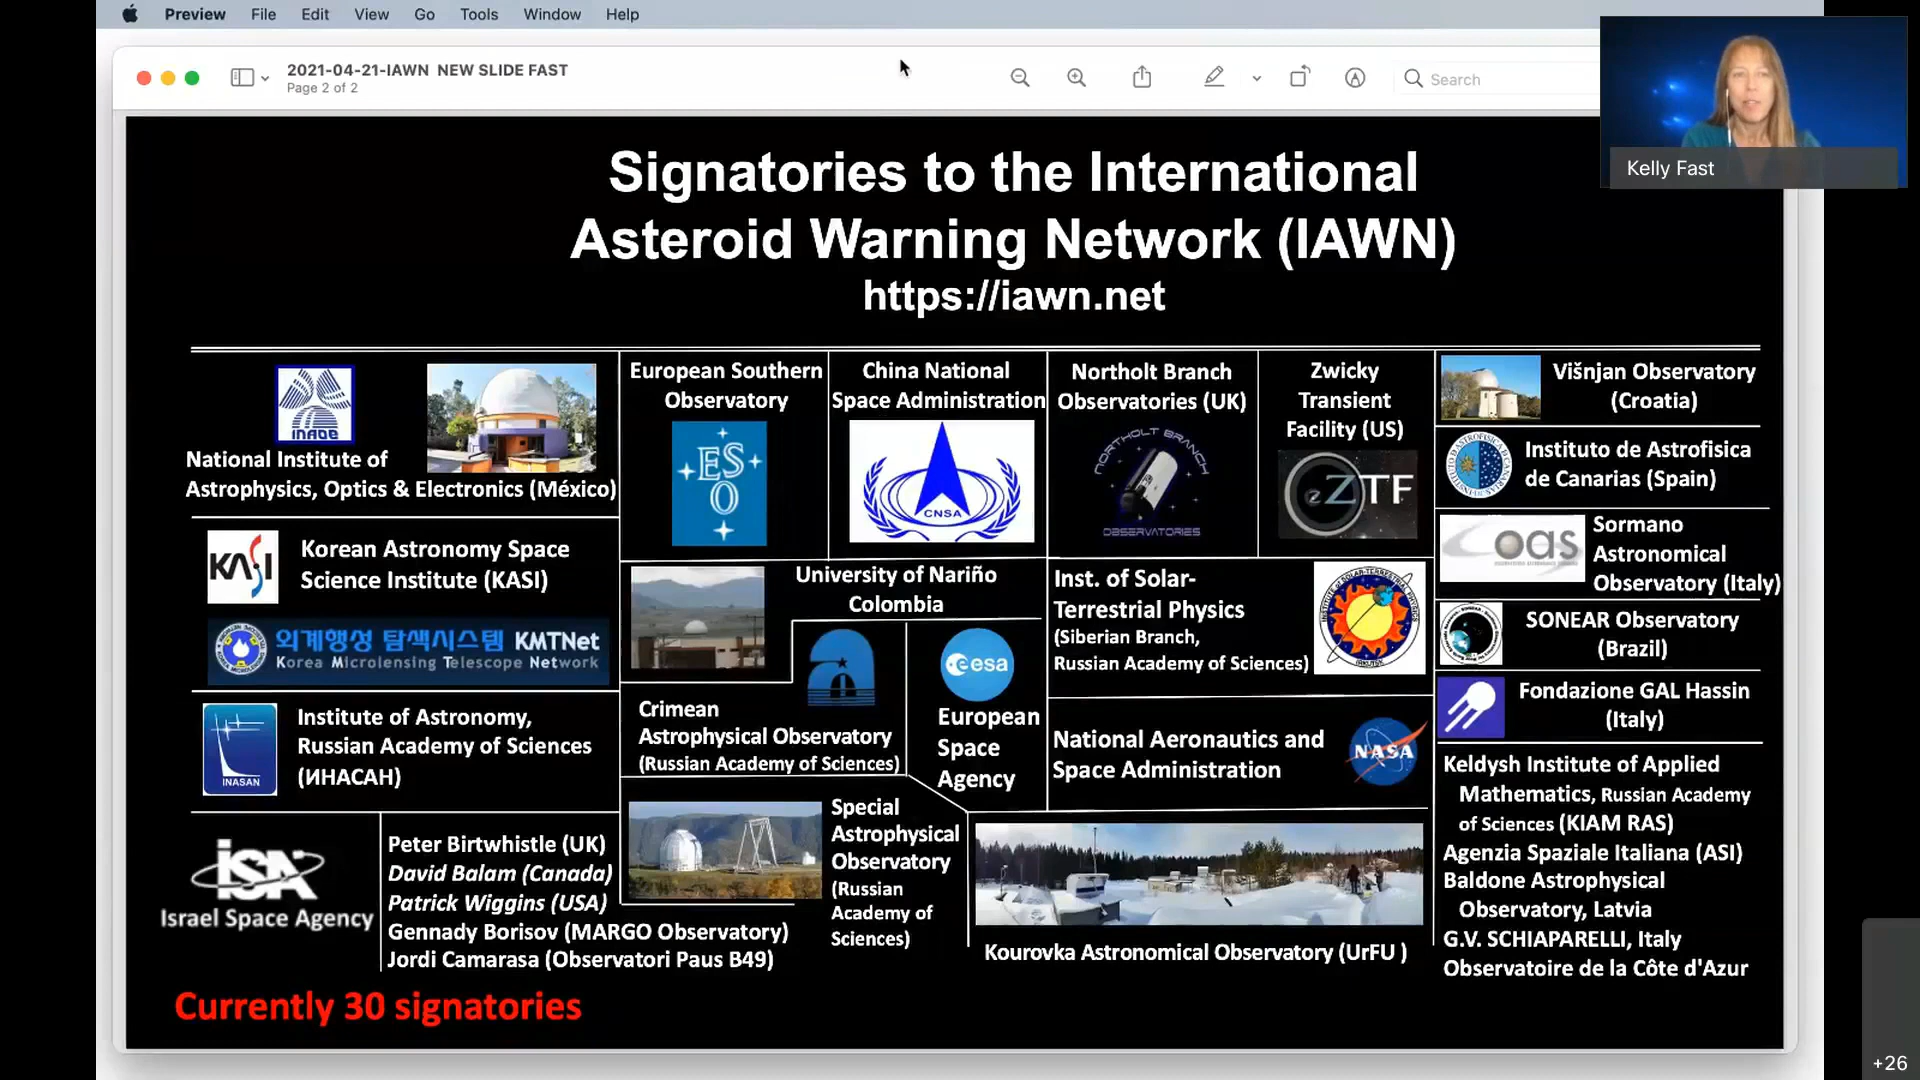 Preview File Edit View Go Tools Window Help
2021-04-21-IAWN NEW SLIDE FAST
Page 2 of 2
Search
Kelly Fast
Signatories to the International
Asteroid Warning Network (IAWN)
https://iawn.net
INAOE
National Institute of
Astrophysics, Optics & Electronics (México)
European Southern
Observatory
ES
O
China National
Space Administration
CNSA
Northolt Branch
Observatories (UK)
NORTHOLT BRANCH
OBSERVATORIES
Zwicky
Transient
Facility (US)
ZTF
Višnjan Observatory
(Croatia)
Instituto de Astrofisica
de Canarias (Spain)
oas
Sormano
Astronomical
Observatory (Italy)
SONEAR Observatory
(Brazil)
Fondazione GAL Hassin
(Italy)
KASI
Korean Astronomy Space
Science Institute (KASI)
외계행성 탐색시스템 KMTNet
Korea Microlensing Telescope Network
University of Nariño
Colombia
Inst. of Solar-
Terrestrial Physics
(Siberian Branch,
Russian Academy of Sciences)
INASAN
Institute of Astronomy,
Russian Academy of Sciences
(ИНАСАН)
Crimean
Astrophysical Observatory
(Russian Academy of Sciences)
esa
European
Space
Agency
National Aeronautics and
Space Administration
NASA
Keldysh Institute of Applied
Mathematics, Russian Academy
of Sciences (KIAM RAS)
Agenzia Spaziale Italiana (ASI)
Baldone Astrophysical
Observatory, Latvia
G.V. SCHIAPARELLI, Italy
Observatoire de la Côte d'Azur
ISA
Israel Space Agency
Peter Birtwhistle (UK)
David Balam (Canada)
Patrick Wiggins (USA)
Gennady Borisov (MARGO Observatory)
Jordi Camarasa (Observatori Paus B49)
Special
Astrophysical
Observatory
(Russian
Academy of
Sciences)
Kourovka Astronomical Observatory (UrFU )
Currently 30 signatories
+26